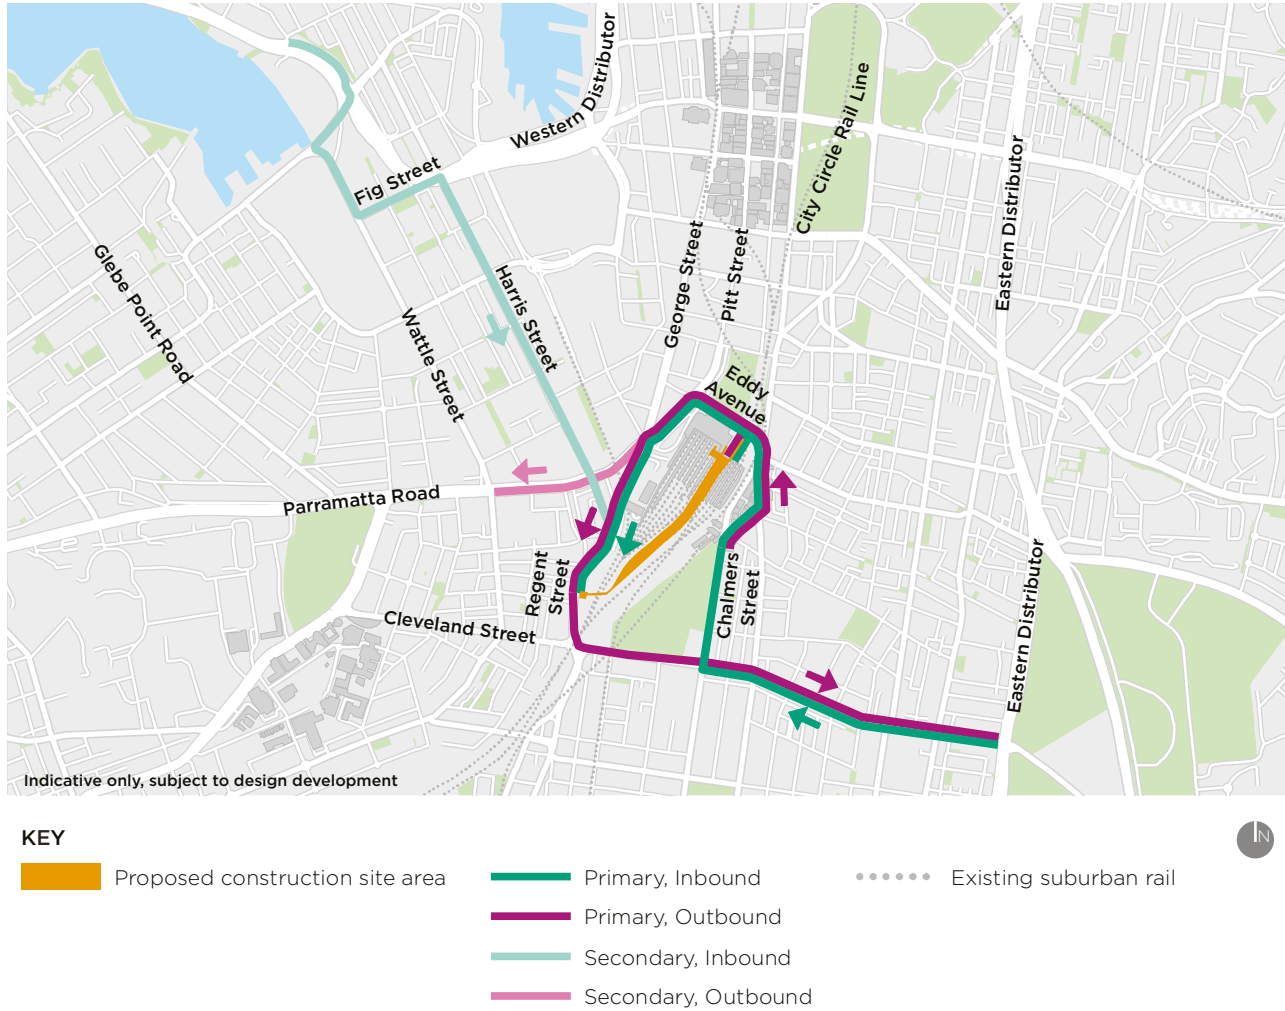 Western Distributor
City Circle Rail Line
Eastern Distributor
Fig Street
Glebe Point Road
Harris Street
George Street
Pitt Street
Wattle Street
Eddy
Avenue
Parramatta Road
Regent
Street
Chalmers
Street
Cleveland Street
Eastern Distributor
Indicative only, subject to design development
KEY
N
Proposed construction site area
Primary, Inbound
Existing suburban rail
Primary, Outbound
Secondary, Inbound
Secondary, Outbound